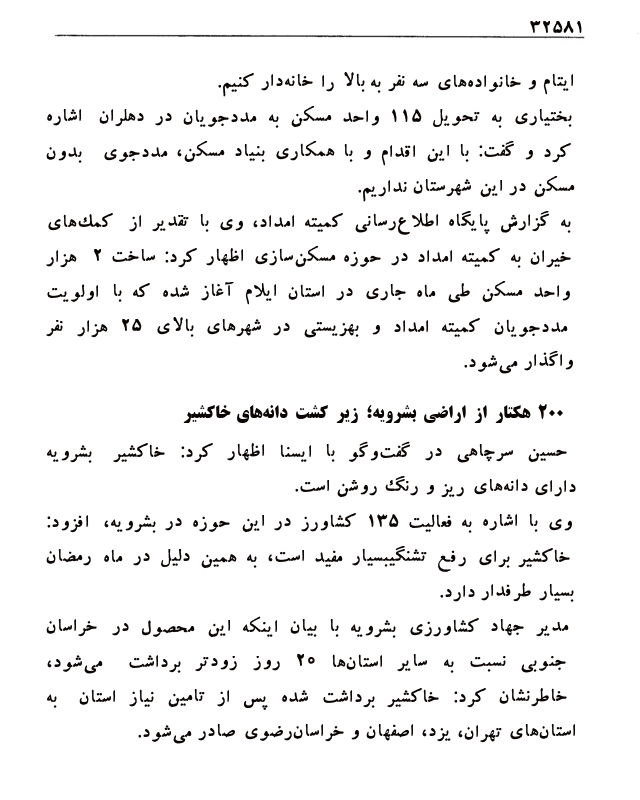 ۳۲۵۸۱
ایتام و خانواده‌های سه نفر به بالا را خانه‌دار کنیم.
بختیاری به تحویل ۱۱۵ واحد مسکن به مددجویان در دهلران اشاره
کرد و گفت: با این اقدام و با همکاری بنیاد مسکن، مددجوی بدون
مسکن در این شهرستان نداریم.
به گزارش پایگاه اطلاع‌رسانی کمیته امداد، وی با تقدیر از کمک‌های
خیران به کمیته امداد در حوزه مسکن‌سازی اظهار کرد: ساخت ۲ هزار
واحد مسکن طی ماه جاری در استان ایلام آغاز شده که با اولویت
مددجویان کمیته امداد و بهزیستی در شهرهای بالای ۲۵ هزار نفر
واگذار می‌شود.
۲۰۰ هکتار از اراضی بشرویه؛ زیر کشت دانه‌های خاکشیر
حسین سرچاهی در گفت‌وگو با ایسنا اظهار کرد: خاکشیر بشرویه
دارای دانه‌های ریز و رنگ روشن است.
وی با اشاره به فعالیت ۱۳۵ کشاورز در این حوزه در بشرویه، افزود:
خاکشیر برای رفع تشنگیبسیار مفید است، به همین دلیل در ماه رمضان
بسیار طرفدار دارد.
مدیر جهاد کشاورزی بشرویه با بیان اینکه این محصول در خراسان
جنوبی نسبت به سایر استان‌ها ۲۰ روز زودتر برداشت می‌شود،
خاطرنشان کرد: خاکشیر برداشت شده پس از تامین نیاز استان به
استان‌های تهران، یزد، اصفهان و خراسان‌رضوی صادر می‌شود.